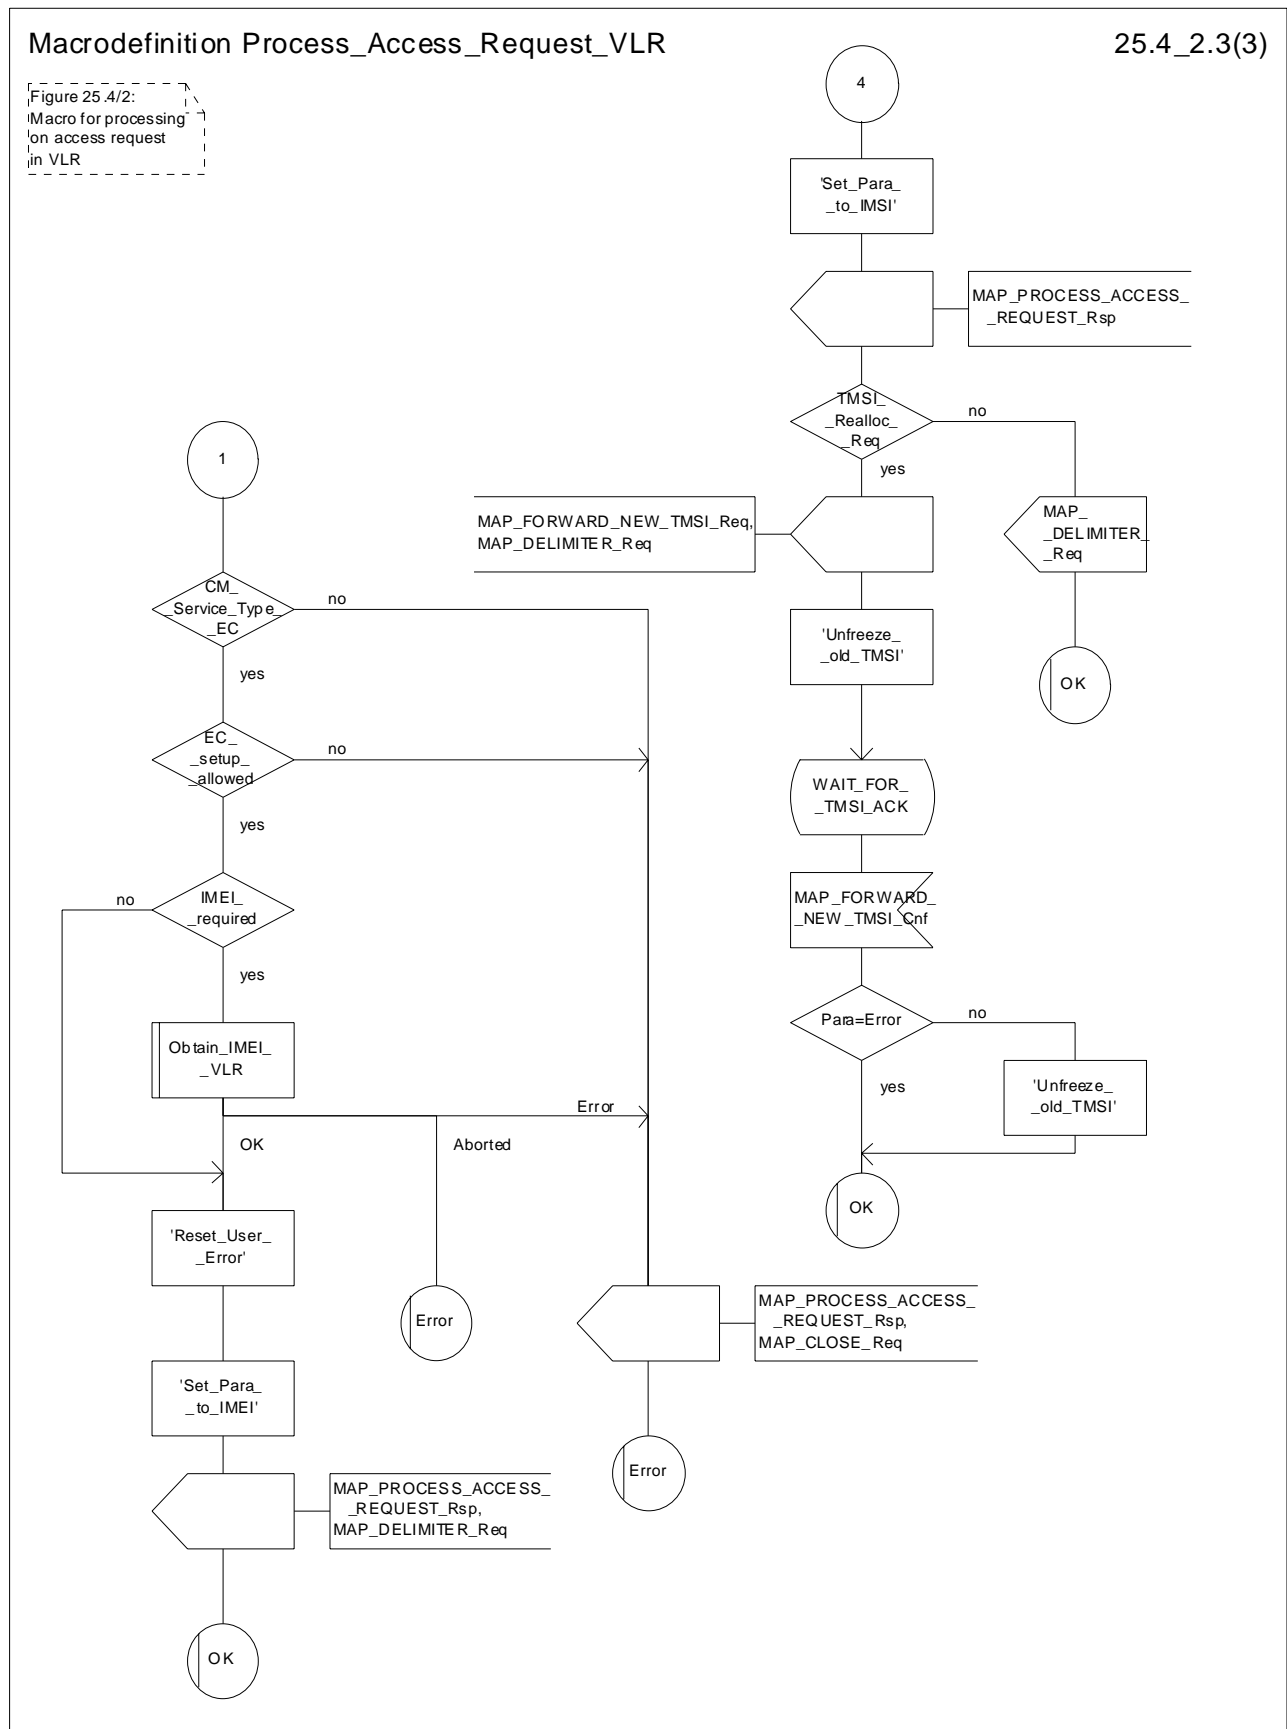 Macrodefinition Process_Access_Request_VLR
25.4_2.3(3)
Figure 25.4/2:
Macro for processing
on access request
in VLR
4
'Set_Para_
_to_IMSI'
MAP_PROCESS_ACCESS_
_REQUEST_Rsp
TMSI_
_Realloc_
_Req
no
yes
MAP_FORWARD_NEW_TMSI_Req,
MAP_DELIMITER_Req
MAP_
_DELIMITER_
_Req
'Unfreeze_
_old_TMSI'
OK
WAIT_FOR_
_TMSI_ACK
MAP_FORWARD_
_NEW_TMSI_Cnf
Para=Error
no
yes
'Unfreeze_
_old_TMSI'
OK
1
CM_
_Service_Type_
_EC
no
yes
EC_
_setup_
_allowed
no
yes
IMEI_
_required
no
yes
Obtain_IMEI_
_VLR
Error
OK
Aborted
'Reset_User_
_Error'
Error
MAP_PROCESS_ACCESS_
_REQUEST_Rsp,
MAP_CLOSE_Req
'Set_Para_
_to_IMEI'
Error
MAP_PROCESS_ACCESS_
_REQUEST_Rsp,
MAP_DELIMITER_Req
OK